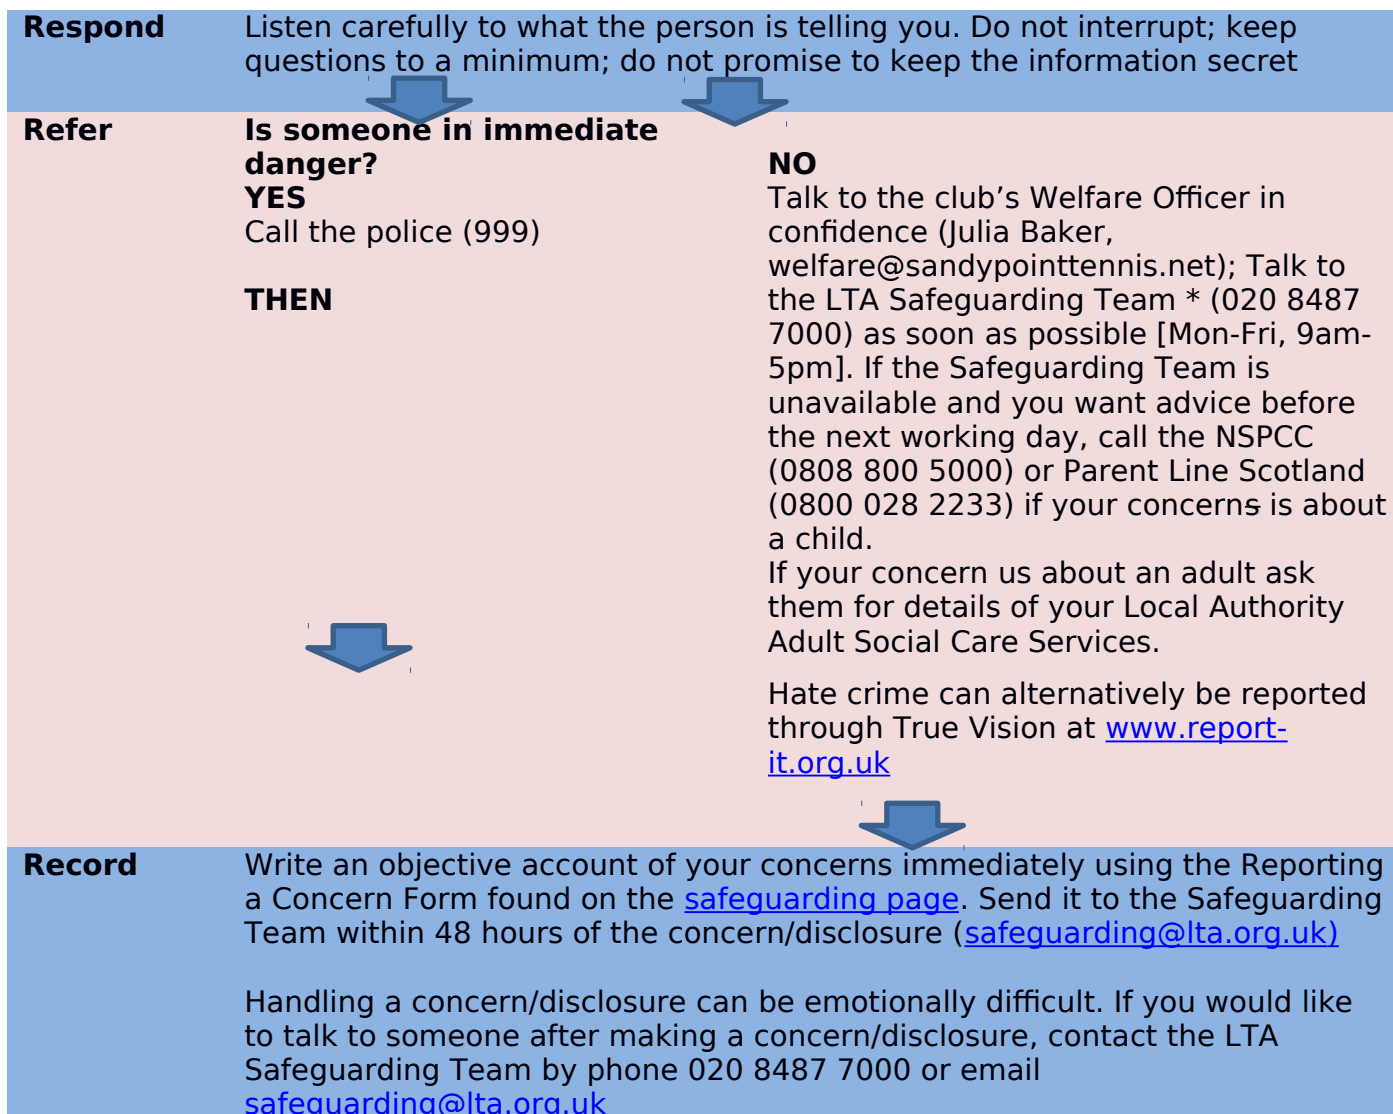 Respond
Listen carefully to what the person is telling you. Do not interrupt; keep
questions to a minimum; do not promise to keep the information secret
Refer
Is someone in immediate
danger?
YES
Call the police (999)
THEN
NO
Talk to the club’s Welfare Officer in
confidence (Julia Baker,
welfare@sandypointtennis.net); Talk to
the LTA Safeguarding Team * (020 8487
7000) as soon as possible [Mon-Fri, 9am-
5pm]. If the Safeguarding Team is
unavailable and you want advice before
the next working day, call the NSPCC
(0808 800 5000) or Parent Line Scotland
(0800 028 2233) if your concerns is about
a child.
If your concern us about an adult ask
them for details of your Local Authority
Adult Social Care Services.
Hate crime can alternatively be reported
through True Vision at www.report-
it.org.uk
Record
Write an objective account of your concerns immediately using the Reporting
a Concern Form found on the safeguarding page. Send it to the Safeguarding
Team within 48 hours of the concern/disclosure (safeguarding@lta.org.uk)
Handling a concern/disclosure can be emotionally difficult. If you would like
to talk to someone after making a concern/disclosure, contact the LTA
Safeguarding Team by phone 020 8487 7000 or email
safeguarding@lta.org.uk